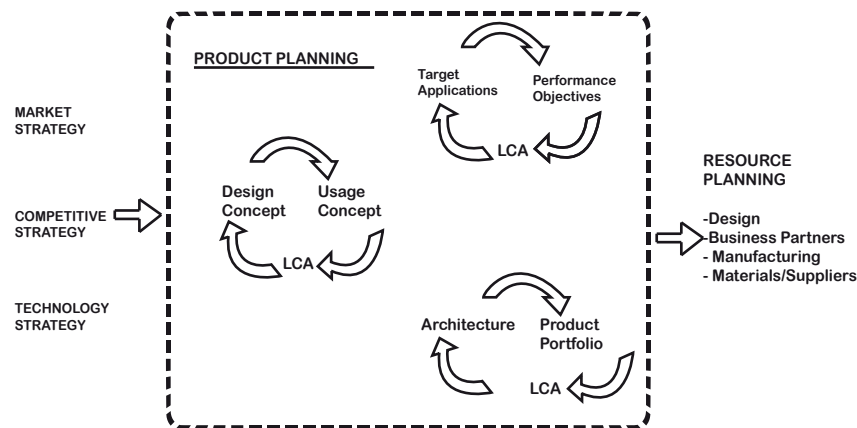 PRODUCT PLANNING
MARKET
STRATEGY
COMPETITIVE
STRATEGY
TECHNOLOGY
STRATEGY
Design
Concept
Usage
Concept
LCA
Target
Applications
Performance
Objectives
LCA
Architecture
Product
Portfolio
LCA
RESOURCE
PLANNING
-Design
-Business Partners
- Manufacturing
- Materials/Suppliers